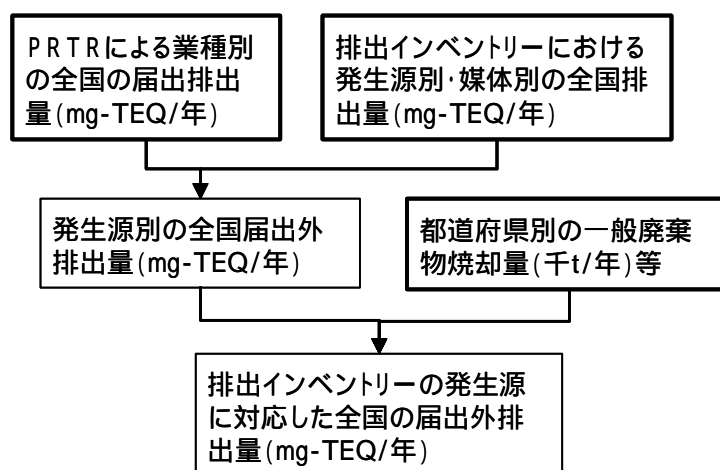 ＰＲＴＲによる業種別
の全国の届出排出
量(mg-TEQ/年)
排出インベントリーにおける
発生源別･媒体別の全国排
出量(mg-TEQ/年)
発生源別の全国届出外
排出量(mg-TEQ/年)
都道府県別の一般廃棄
物焼却量(千t/年)等
排出インベントリーの発生源
に対応した全国の届出外排
出量(mg-TEQ/年)